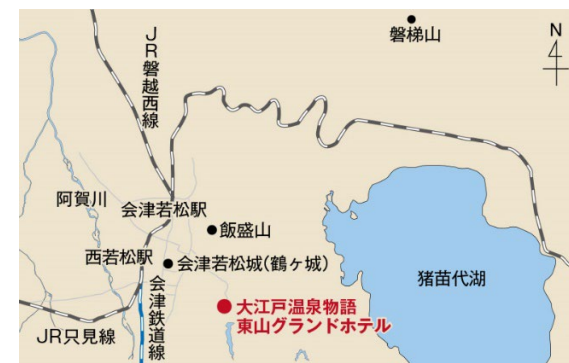 磐梯山
N
JR磐越西線
阿賀川
会津若松駅
飯盛山
西若松駅
会津若松城(鶴ヶ城)
猪苗代湖
会津鉄道線
大江戸温泉物語
東山グランドホテル
JR只見線